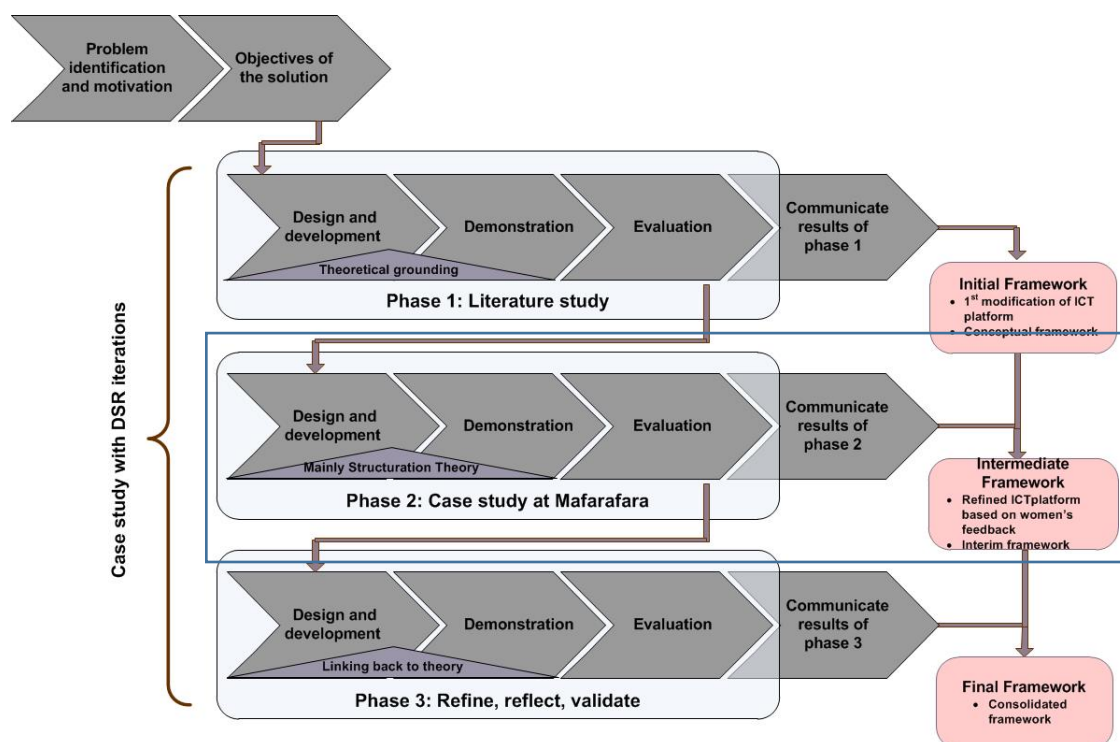 Problem
identification
and motivation
Objectives of
the solution
Case study with DSR iterations
Design and
development
Demonstration
Evaluation
Communicate
results of
phase 1
Theoretical grounding
Phase 1: Literature study
Initial Framework
• 1st modification of ICT
platform
• Conceptual framework
Design and
development
Demonstration
Evaluation
Communicate
results of
phase 2
Mainly Structuration Theory
Phase 2: Case study at Mafarafara
Intermediate
Framework
• Refined ICTplatform
based on women's
feedback
• Interim framework
Design and
development
Demonstration
Evaluation
Communicate
results of
phase 3
Linking back to theory
Phase 3: Refine, reflect, validate
Final Framework
• Consolidated
framework